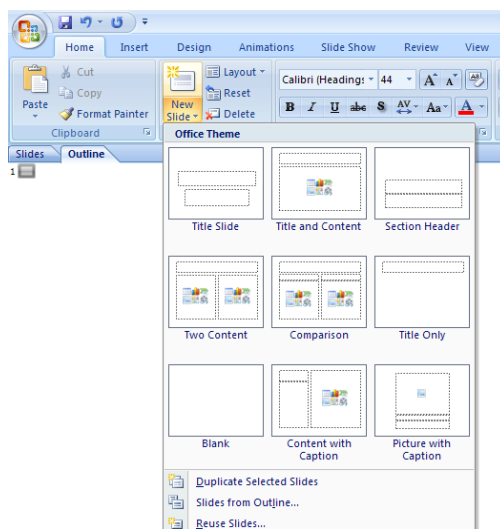 Home Insert Design Animations Slide Show Review View
Cut
Copy
Format Painter
Paste
Clipboard
New
Slide
Layout
Reset
Delete
Calibri (Headings 44 A A
B I U abc S AV Aa A
Slides Outline
1
Office Theme
Title Slide Title and Content Section Header
Two Content Comparison Title Only
Blank Content with Caption Picture with Caption
Duplicate Selected Slides
Slides from Outline...
Reuse Slides...